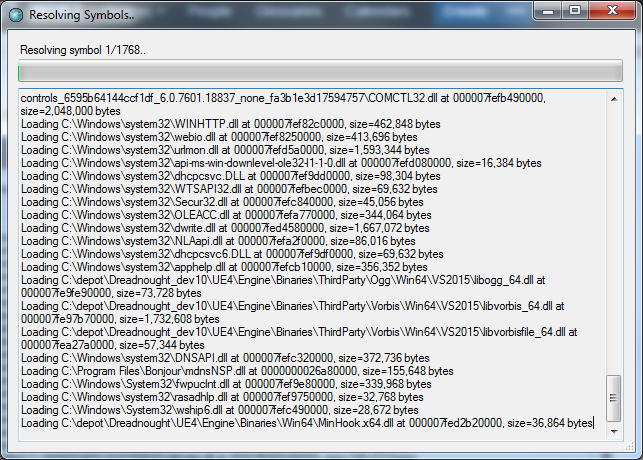 Resolving Symbols..
People
Calendars
Create
Resolving symbol 1/1768..
controls_6595b64144ccf1df_6.0.7601.18837_none_fa3b1e3d17594757\COMCTL32.dll at 000007fefb490000,
size=2,048,000 bytes
Loading C:\Windows\system32\WINHTTP.dll at 000007fef82c0000, size=462,848 bytes
Loading C:\Windows\system32\webio.dll at 000007fef8250000, size=413,696 bytes
Loading C:\Windows\system32\urlmon.dll at 000007fefd5a0000, size=1,593,344 bytes
Loading C:\Windows\system32\api-ms-win-downlevel-ole32-l1-1-0.dll at 000007fefd080000, size=16,384 bytes
Loading C:\Windows\system32\dhcpcsvc.DLL at 000007fef9dd0000, size=98,304 bytes
Loading C:\Windows\system32\WTSAPI32.dll at 000007fefbec0000, size=69,632 bytes
Loading C:\Windows\system32\Secur32.dll at 000007fefc840000, size=45,056 bytes
Loading C:\Windows\system32\OLEACC.dll at 000007fefa770000, size=344,064 bytes
Loading C:\Windows\system32\dwrite.dll at 000007fed4580000, size=1,667,072 bytes
Loading C:\Windows\system32\NLAapi.dll at 000007fefa2f0000, size=86,016 bytes
Loading C:\Windows\system32\dhcpcsvc6.DLL at 000007fef9df0000, size=69,632 bytes
Loading C:\Windows\system32\apphelp.dll at 000007fefcb10000, size=356,352 bytes
Loading C:\depot\Dreadnought_dev10\UE4\Engine\Binaries\ThirdParty\Ogg\Win64\VS2015\libogg_64.dll at
000007fe9fe90000, size=73,728 bytes
Loading C:\depot\Dreadnought_dev10\UE4\Engine\Binaries\ThirdParty\Vorbis\Win64\VS2015\libvorbis_64.dll at
000007fe97b70000, size=1,732,608 bytes
Loading C:\depot\Dreadnought_dev10\UE4\Engine\Binaries\ThirdParty\Vorbis\Win64\VS2015\libvorbisfile_64.dll at
000007fea27a0000, size=57,344 bytes
Loading C:\Windows\system32\DNSAPI.dll at 000007fefc320000, size=372,736 bytes
Loading C:\Program Files\Bonjour\mdnsNSP.dll at 0000000026a80000, size=155,648 bytes
Loading C:\Windows\System32\fwpuclnt.dll at 000007fef9e80000, size=339,968 bytes
Loading C:\Windows\system32\rasadhlp.dll at 000007fef9750000, size=32,768 bytes
Loading C:\Windows\System32\wship6.dll at 000007fefc490000, size=28,672 bytes
Loading C:\depot\Dreadnought\UE4\Engine\Binaries\Win64\MinHook.x64.dll at 000007fed2b20000, size=36,864 bytes